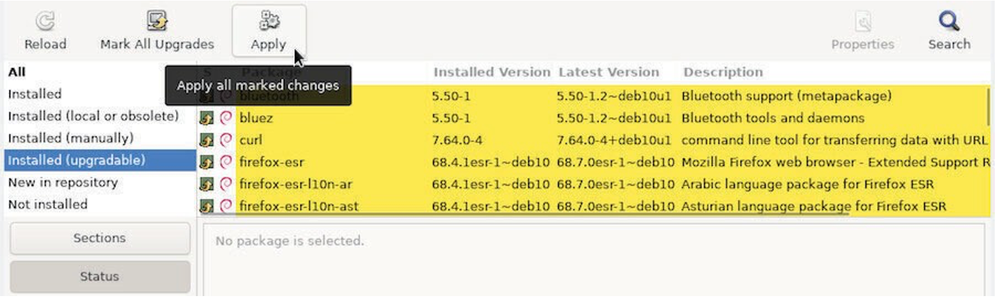 Reload Mark All Upgrades Apply Properties Search
All Package Installed Version Latest Version Description
Apply all marked changes
Installed bluetooth 5.50-1 5.50-1.2~deb10u1 Bluetooth support (metapackage)
Installed (local or obsolete) bluez 5.50-1 5.50-1.2~deb10u1 Bluetooth tools and daemons
Installed (manually) curl 7.64.0-4 7.64.0-4+deb10u1 command line tool for transferring data with URL
Installed (upgradable) firefox-esr 68.4.1esr-1~deb10 68.7.0esr-1~deb10 Mozilla Firefox web browser - Extended Support R
New in repository firefox-esr-l10n-ar 68.4.1esr-1~deb10 68.7.0esr-1~deb10 Arabic language package for Firefox ESR
Not installed firefox-esr-l10n-ast 68.4.1esr-1~deb10 68.7.0esr-1~deb10 Asturian language package for Firefox ESR
Sections
No package is selected.
Status